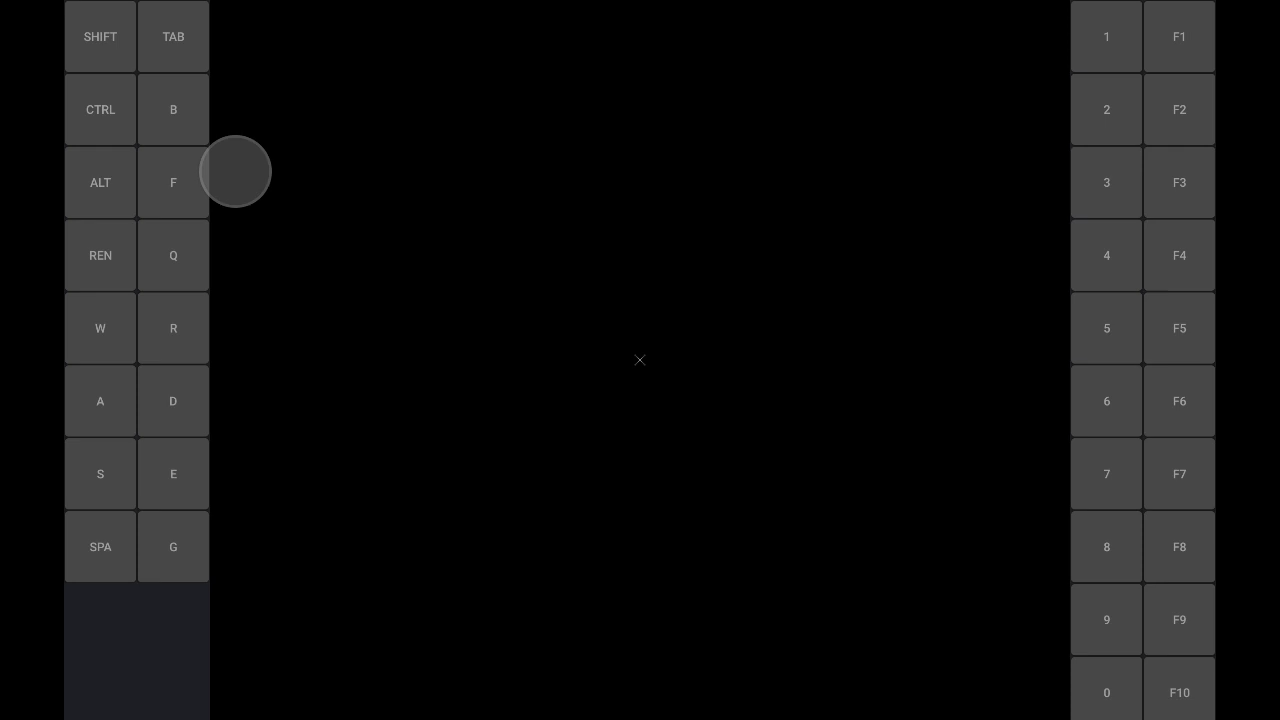 SHIFT TAB 1 F1
CTRL B 2 F2
ALT F 3 F3
REN Q 4 F4
W R 5 F5
A D 6 F6
S E 7 F7
SPA G 8 F8
9 F9
0 F10